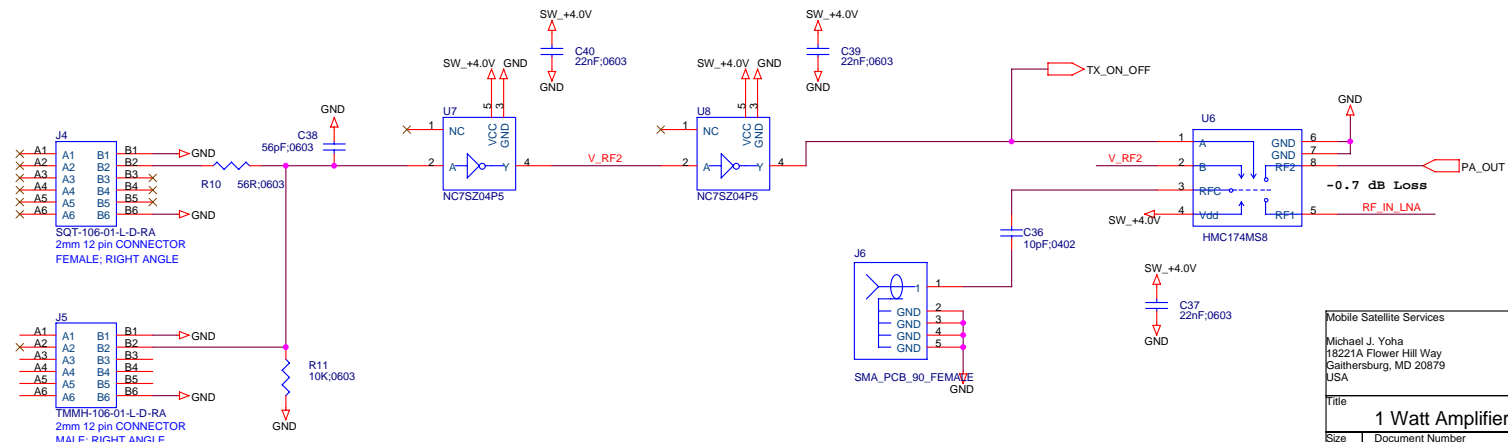 SW_+4.0V
C40
22nF;0603
GND
SW_+4.0V
C39
22nF;0603
GND
SW_+4.0V
GND
SW_+4.0V
GND
TX_ON_OFF
GND
C38
56pF;0603
U7
5
3
VCC
GND
1
NC
2
A
Y
4
NC7SZ04P5
V_RF2
U8
5
3
VCC
GND
1
NC
2
A
Y
4
NC7SZ04P5
GND
U6
1
A
GND
6
GND
7
V_RF2
2
B
RF2
8
PA_OUT
-0.7 dB Loss
3
RFC
SW_+4.0V
4
Vdd
RF1
5
RF_IN_LNA
HMC174MS8
J4
A1 A1 B1 B1 GND
A2 A2 B2 B2
A3 A3 B3 B3
A4 A4 B4 B4
A5 A5 B5 B5
A6 A6 B6 B6 GND
R10
56R;0603
SQT-106-01-L-D-RA
2mm 12 pin CONNECTOR
FEMALE; RIGHT ANGLE
C36
10pF;0402
J6
1
1
GND 2
GND 3
GND 4
GND 5
SMA_PCB_90_FEMALE
GND
SW_+4.0V
C37
22nF;0603
GND
J5
A1 A1 B1 B1 GND
A2 A2 B2 B2
A3 A3 B3 B3
A4 A4 B4 B4
A5 A5 B5 B5
A6 A6 B6 B6 GND
R11
10K;0603
GND
TMMH-106-01-L-D-RA
2mm 12 pin CONNECTOR
MALE; RIGHT ANGLE
Mobile Satellite Services
Michael J. Yoha
18221A Flower Hill Way
Gaithersburg, MD 20879
USA
Title
1 Watt Amplifier
Size
Document Number